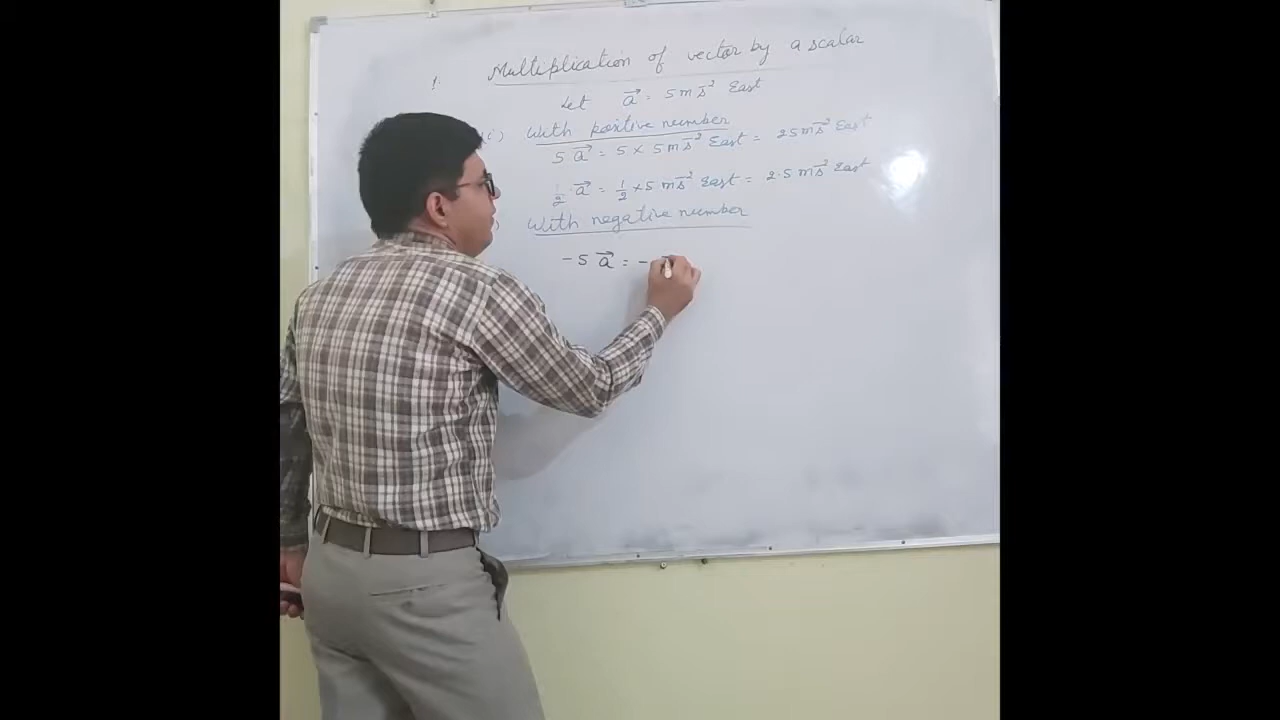 1. Multiplication of vector by a scalar
Let a⃗ = 5 m s⁻² East
(i) With positive number
5 a⃗ = 5 × 5 m s⁻² East = 25 m s⁻² East
1/2 · a⃗ = 1/2 × 5 m s⁻² East = 2.5 m s⁻² East
) With negative number
-5 a⃗ = -